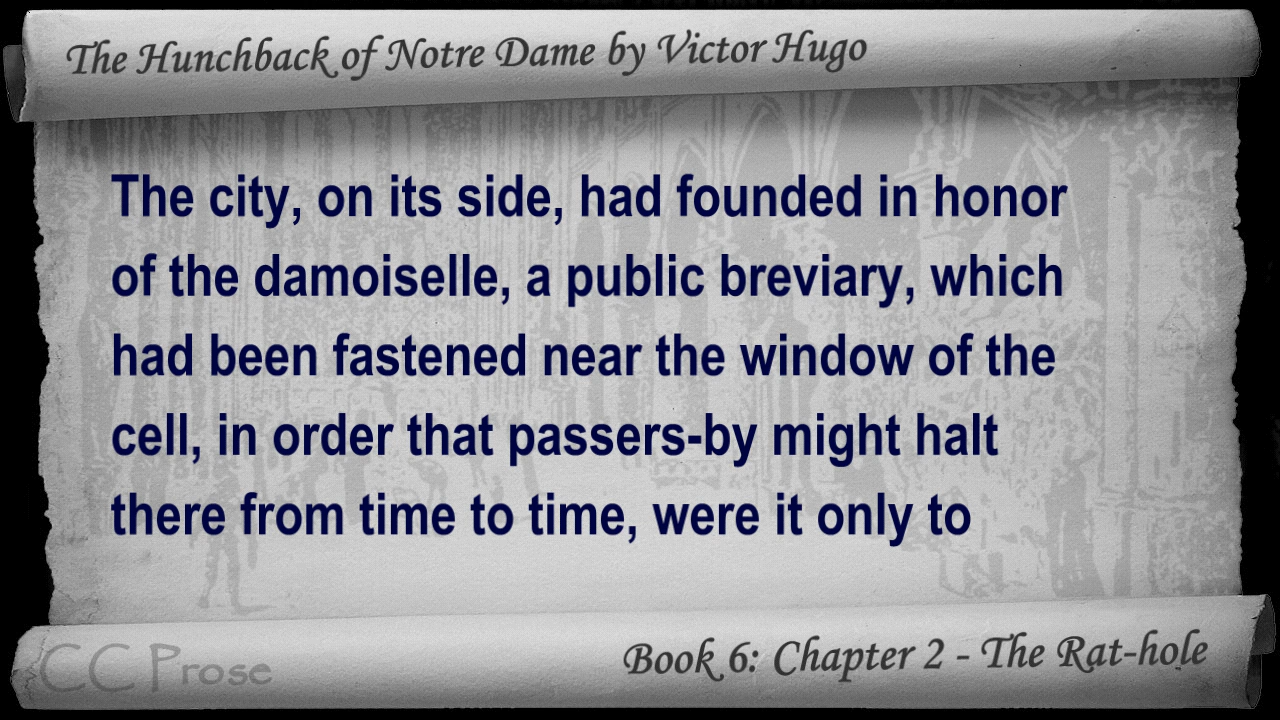 The Hunchback of Notre Dame by Victor Hugo
The city, on its side, had founded in honor
of the damoiselle, a public breviary, which
had been fastened near the window of the
cell, in order that passers-by might halt
there from time to time, were it only to
CC Prose
Book 6: Chapter 2 - The Rat-hole